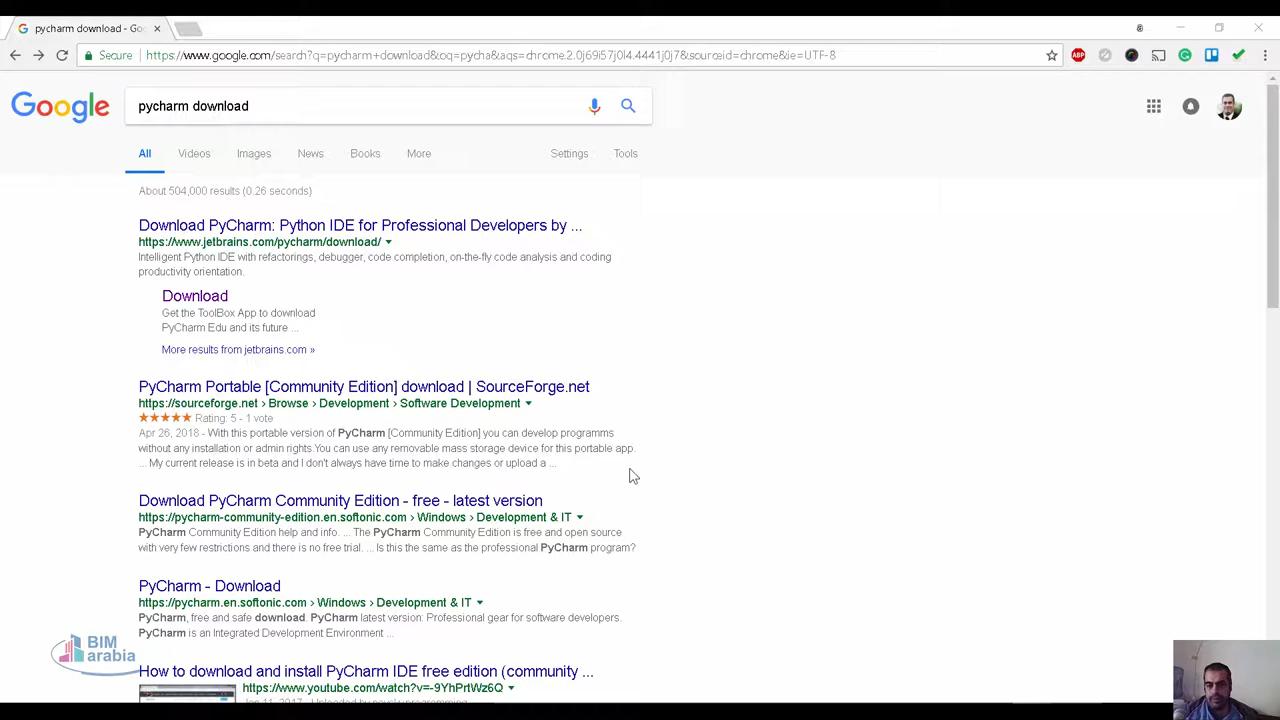 pycharm download - Goo
Secure https://www.google.com/search?q=pycharm+download&oq=pycha&aqs=chrome.2.0j69i57j0l4.4441j0j7&sourceid=chrome&ie=UTF-8
ABP
Google
pycharm download
All Videos Images News Books More Settings Tools
About 504,000 results (0.26 seconds)
Download PyCharm: Python IDE for Professional Developers by ...
https://www.jetbrains.com/pycharm/download/
Intelligent Python IDE with refactorings, debugger, code completion, on-the-fly code analysis and coding
productivity orientation.
Download
Get the ToolBox App to download
PyCharm Edu and its future ...
More results from jetbrains.com »
PyCharm Portable [Community Edition] download | SourceForge.net
https://sourceforge.net › Browse › Development › Software Development
Rating: 5 - 1 vote
Apr 26, 2018 - With this portable version of PyCharm [Community Edition] you can develop programms
without any installation or admin rights.You can use any removable mass storage device for this portable app.
... My current release is in beta and I don't always have time to make changes or upload a ...
Download PyCharm Community Edition - free - latest version
https://pycharm-community-edition.en.softonic.com › Windows › Development & IT
PyCharm Community Edition help and info. ... The PyCharm Community Edition is free and open source
with very few restrictions and there is no free trial. ... Is this the same as the professional PyCharm program?
PyCharm - Download
https://pycharm.en.softonic.com › Windows › Development & IT
PyCharm, free and safe download. PyCharm latest version: Professional gear for software developers.
PyCharm is an Integrated Development Environment ...
BIM
arabia
How to download and install PyCharm IDE free edition (community ...
https://www.youtube.com/watch?v=-9YhPrtWz6Q